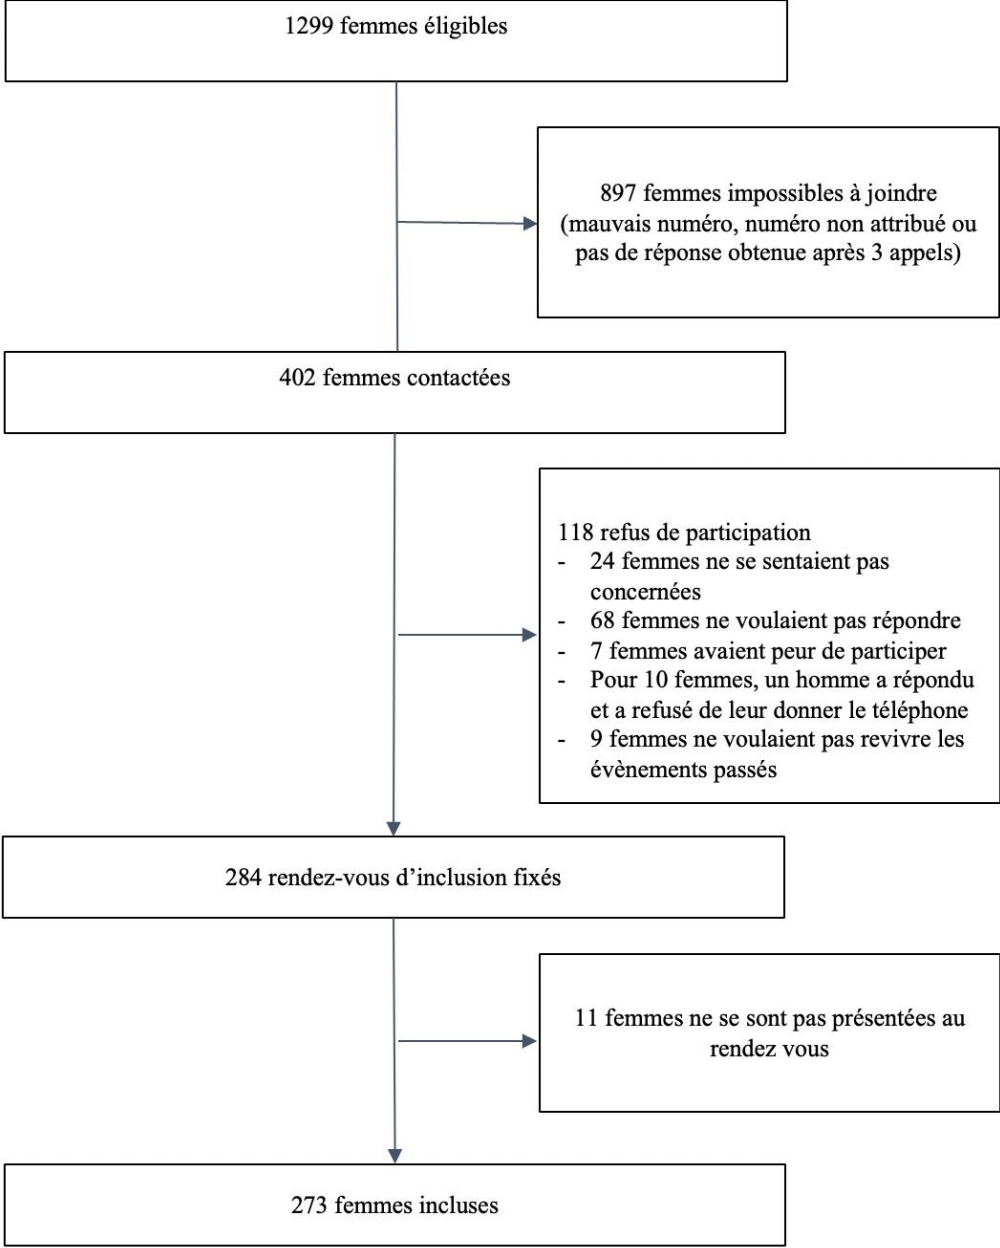 1299 femmes éligibles
897 femmes impossibles à joindre
(mauvais numéro, numéro non attribué ou
pas de réponse obtenue après 3 appels)
402 femmes contactées
118 refus de participation
- 24 femmes ne se sentaient pas
concernées
- 68 femmes ne voulaient pas répondre
- 7 femmes avaient peur de participer
- Pour 10 femmes, un homme a répondu
et a refusé de leur donner le téléphone
- 9 femmes ne voulaient pas revivre les
évènements passés
284 rendez-vous d’inclusion fixés
11 femmes ne se sont pas présentées au
rendez vous
273 femmes incluses